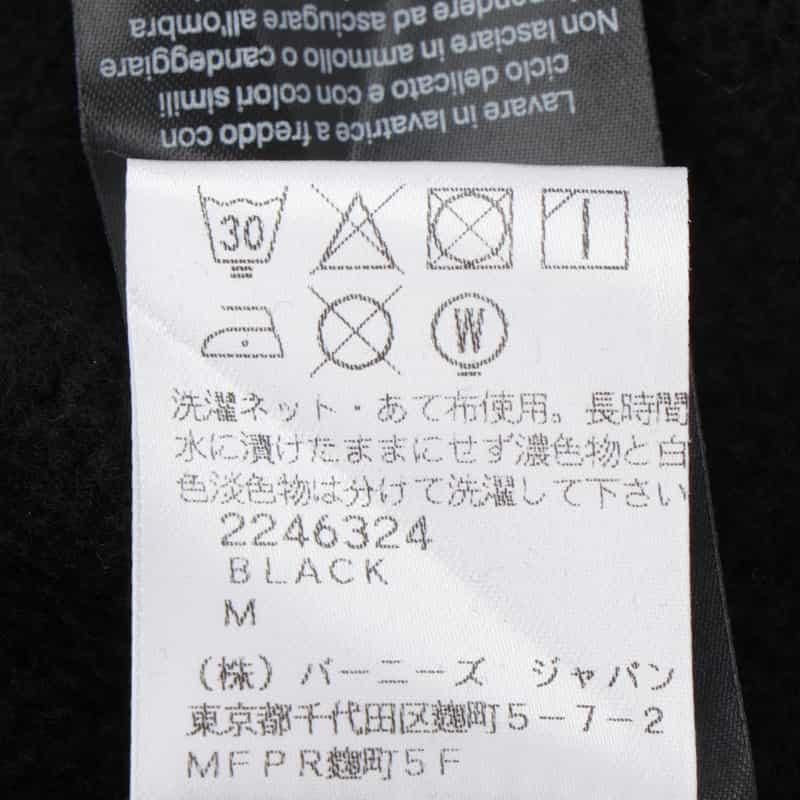 Lavare in lavatrice a freddo con
ciclo delicato e con colori simili
Non lasciare in ammollo o candeggiare
ad asciugare all'ombra
30
W
洗濯ネット・あて布使用。長時間
水に漬けたままにせず濃色物と白
色淡色物は分けて洗濯して下さい
2246324
BLACK
M
(株) バーニーズ ジャパン
東京都千代田区麹町5-7-2
MFPR麹町5F